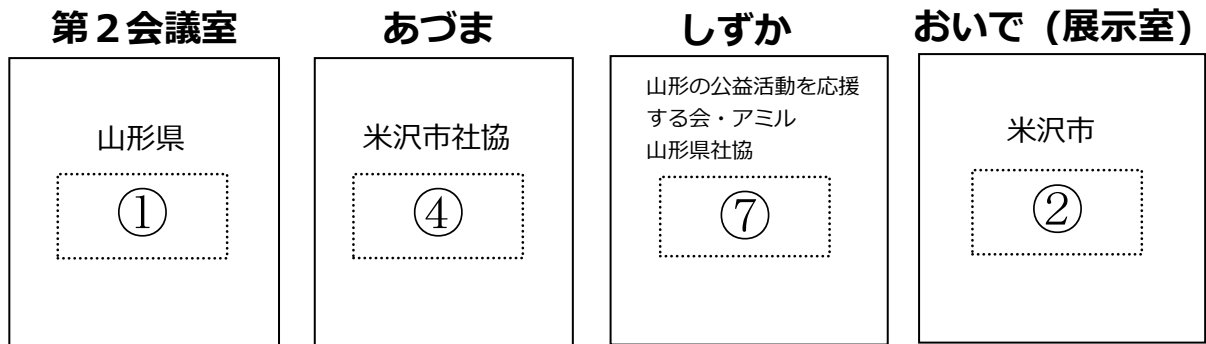 第２会議室
山形県
①
あづま
米沢市社協
④
しずか
山形の公益活動を応援
する会・アミル
山形県社協
⑦
おいで (展示室)
米沢市
②